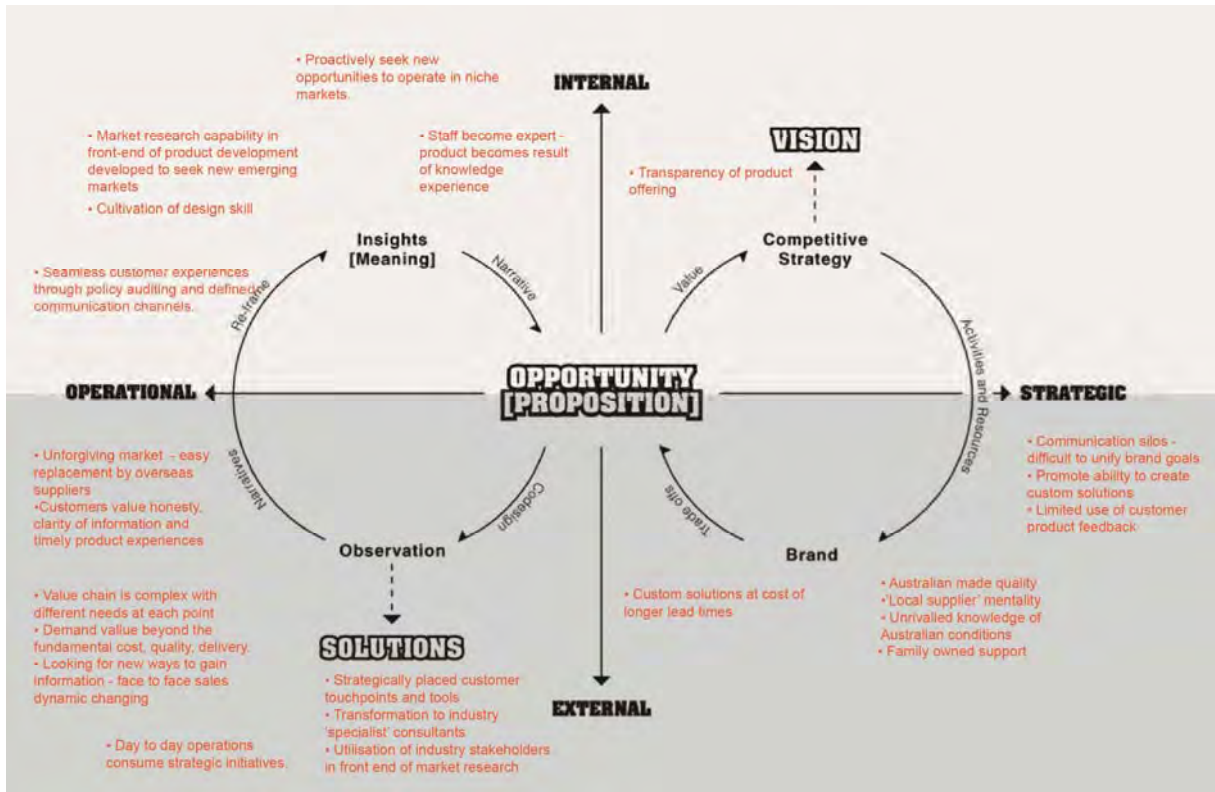 • Proactively seek new
opportunities to operate in niche
markets.
INTERNAL
• Market research capability in
front-end of product development
developed to seek new emerging
markets
• Cultivation of design skill
• Staff become expert -
product becomes result
of knowledge
experience
VISION
• Transparency of product
offering
Insights
[Meaning]
Narrative
Value
Competitive
Strategy
• Seamless customer experiences
through policy auditing and defined
communication channels.
Re-frame
Activities and Resources
OPERATIONAL
OPPORTUNITY
[PROPOSITION]
STRATEGIC
• Unforgiving market - easy
replacement by overseas
suppliers
•Customers value honesty,
clarity of information and
timely product experiences
Narratives
Codesign
Trade offs
• Communication silos -
difficult to unify brand goals
• Promote ability to create
custom solutions
• Limited use of customer
product feedback
Observation
Brand
• Value chain is complex with
different needs at each point
• Demand value beyond the
fundamental cost, quality, delivery.
• Looking for new ways to gain
information - face to face sales
dynamic changing
• Custom solutions at cost of
longer lead times
• Australian made quality
•'Local supplier' mentality
• Unrivalled knowledge of
Australian conditions
• Family owned support
SOLUTIONS
• Strategically placed customer
touchpoints and tools
• Transformation to industry
'specialist' consultants
• Utilisation of industry stakeholders
in front end of market research
EXTERNAL
• Day to day operations
consume strategic initiatives.